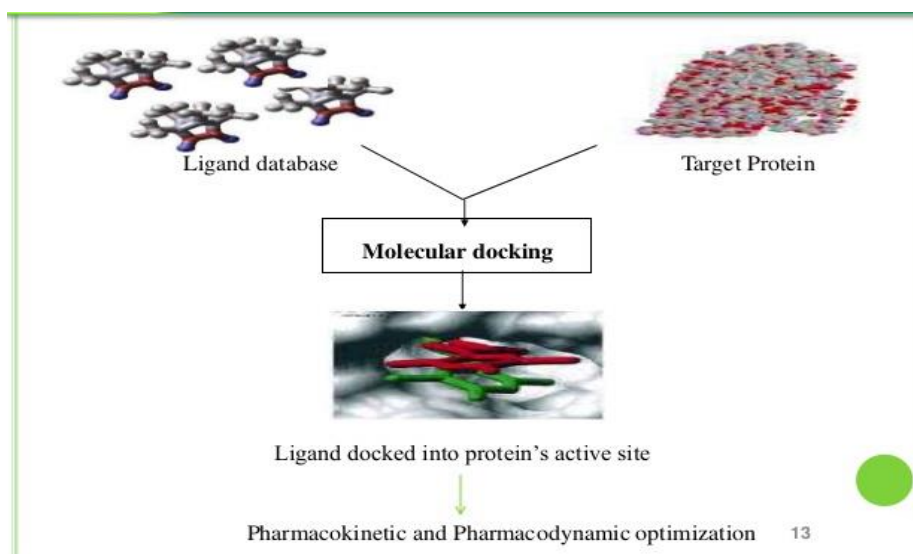 Ligand database
Target Protein
Molecular docking
Ligand docked into protein's active site
Pharmacokinetic and Pharmacodynamic optimization
13